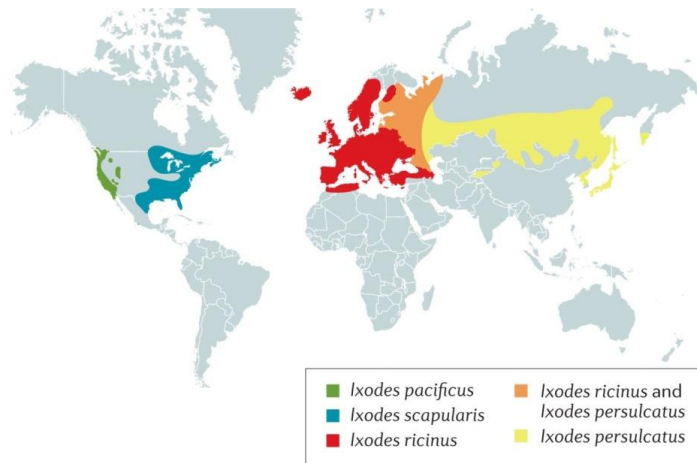 Ixodes pacificus
Ixodes scapularis
Ixodes ricinus
Ixodes ricinus and
Ixodes persulcatus
Ixodes persulcatus